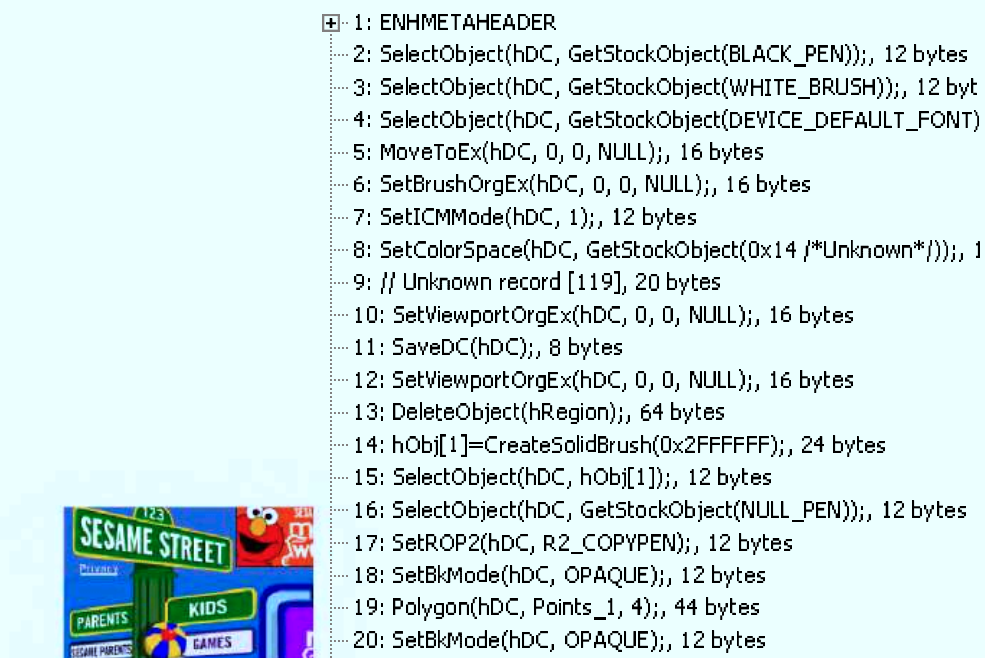 1: ENHMETAHEADER
2: SelectObject(hDC, GetStockObject(BLACK_PEN));, 12 bytes
3: SelectObject(hDC, GetStockObject(WHITE_BRUSH));, 12 byt
4: SelectObject(hDC, GetStockObject(DEVICE_DEFAULT_FONT)
5: MoveToEx(hDC, 0, 0, NULL);, 16 bytes
6: SetBrushOrgEx(hDC, 0, 0, NULL);, 16 bytes
7: SetICMMode(hDC, 1);, 12 bytes
8: SetColorSpace(hDC, GetStockObject(0x14 /*Unknown*/));, 1
9: // Unknown record [119], 20 bytes
10: SetViewportOrgEx(hDC, 0, 0, NULL);, 16 bytes
11: SaveDC(hDC);, 8 bytes
12: SetViewportOrgEx(hDC, 0, 0, NULL);, 16 bytes
13: DeleteObject(hRegion);, 64 bytes
14: hObj[1]=CreateSolidBrush(0x2FFFFFF);, 24 bytes
15: SelectObject(hDC, hObj[1]);, 12 bytes
16: SelectObject(hDC, GetStockObject(NULL_PEN));, 12 bytes
17: SetROP2(hDC, R2_COPYPEN);, 12 bytes
18: SetBkMode(hDC, OPAQUE);, 12 bytes
19: Polygon(hDC, Points_1, 4);, 44 bytes
20: SetBkMode(hDC, OPAQUE);, 12 bytes
123
SESAME STREET
Privacy
PARENTS
KIDS
SESAME PARENTS
GAMES